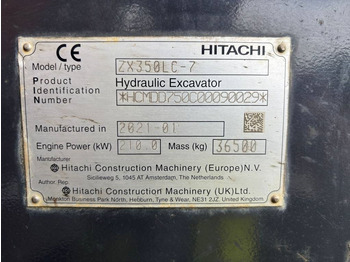 CE HITACHI
Model / type ZX350LC-7
Product Hydraulic Excavator
Identification
Number *HCMDD750C00090029*
Manufactured in 2021-01
Engine Power (kW) 210.0 Mass (kg) 36500
Manufacturer
Hitachi Construction Machinery (Europe) N.V.
Sicilieweg 5, 1045 AT Amsterdam, The Netherlands
Author. Rep.
Hitachi Construction Machinery (UK) Ltd.
Monkton Business Park North, Hebburn, Tyne & Wear, NE31 2JZ, United Kingdom